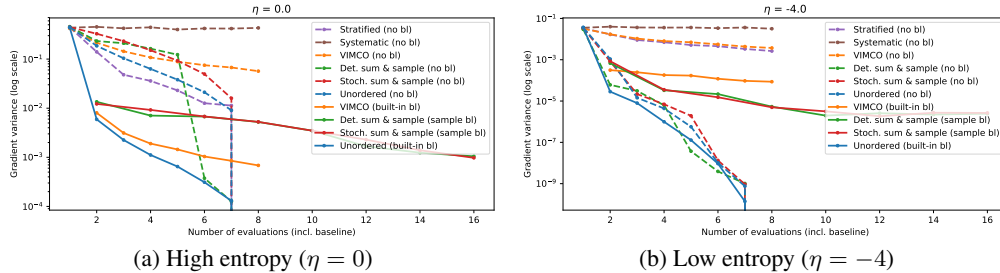 η = 0.0
Gradient variance (log scale)
10⁻¹
10⁻²
10⁻³
10⁻⁴
Stratified (no bl)
Systematic (no bl)
VIMCO (no bl)
Det. sum & sample (no bl)
Stoch. sum & sample (no bl)
Unordered (no bl)
VIMCO (built-in bl)
Det. sum & sample (sample bl)
Stoch. sum & sample (sample bl)
Unordered (built-in bl)
2 4 6 8 10 12 14 16
Number of evaluations (incl. baseline)
(a) High entropy (η = 0)
η = -4.0
Gradient variance (log scale)
10⁻¹
10⁻³
10⁻⁵
10⁻⁷
10⁻⁹
Stratified (no bl)
Systematic (no bl)
VIMCO (no bl)
Det. sum & sample (no bl)
Stoch. sum & sample (no bl)
Unordered (no bl)
VIMCO (built-in bl)
Det. sum & sample (sample bl)
Stoch. sum & sample (sample bl)
Unordered (built-in bl)
2 4 6 8 10 12 14 16
Number of evaluations (incl. baseline)
(b) Low entropy (η = −4)